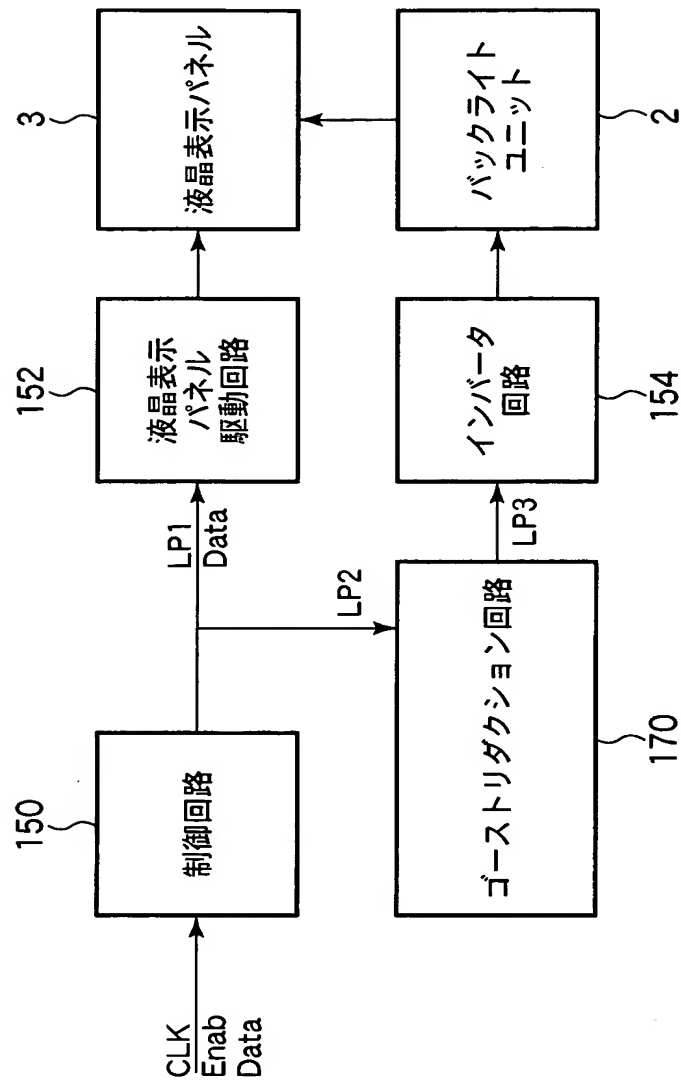 CLK
Enab
Data
150
制御回路
LP1
Data
152
液晶表示
パネル
駆動回路
3
液晶表示パネル
LP2
170
ゴーストリダクション回路
LP3
154
インバータ
回路
2
バックライト
ユニット